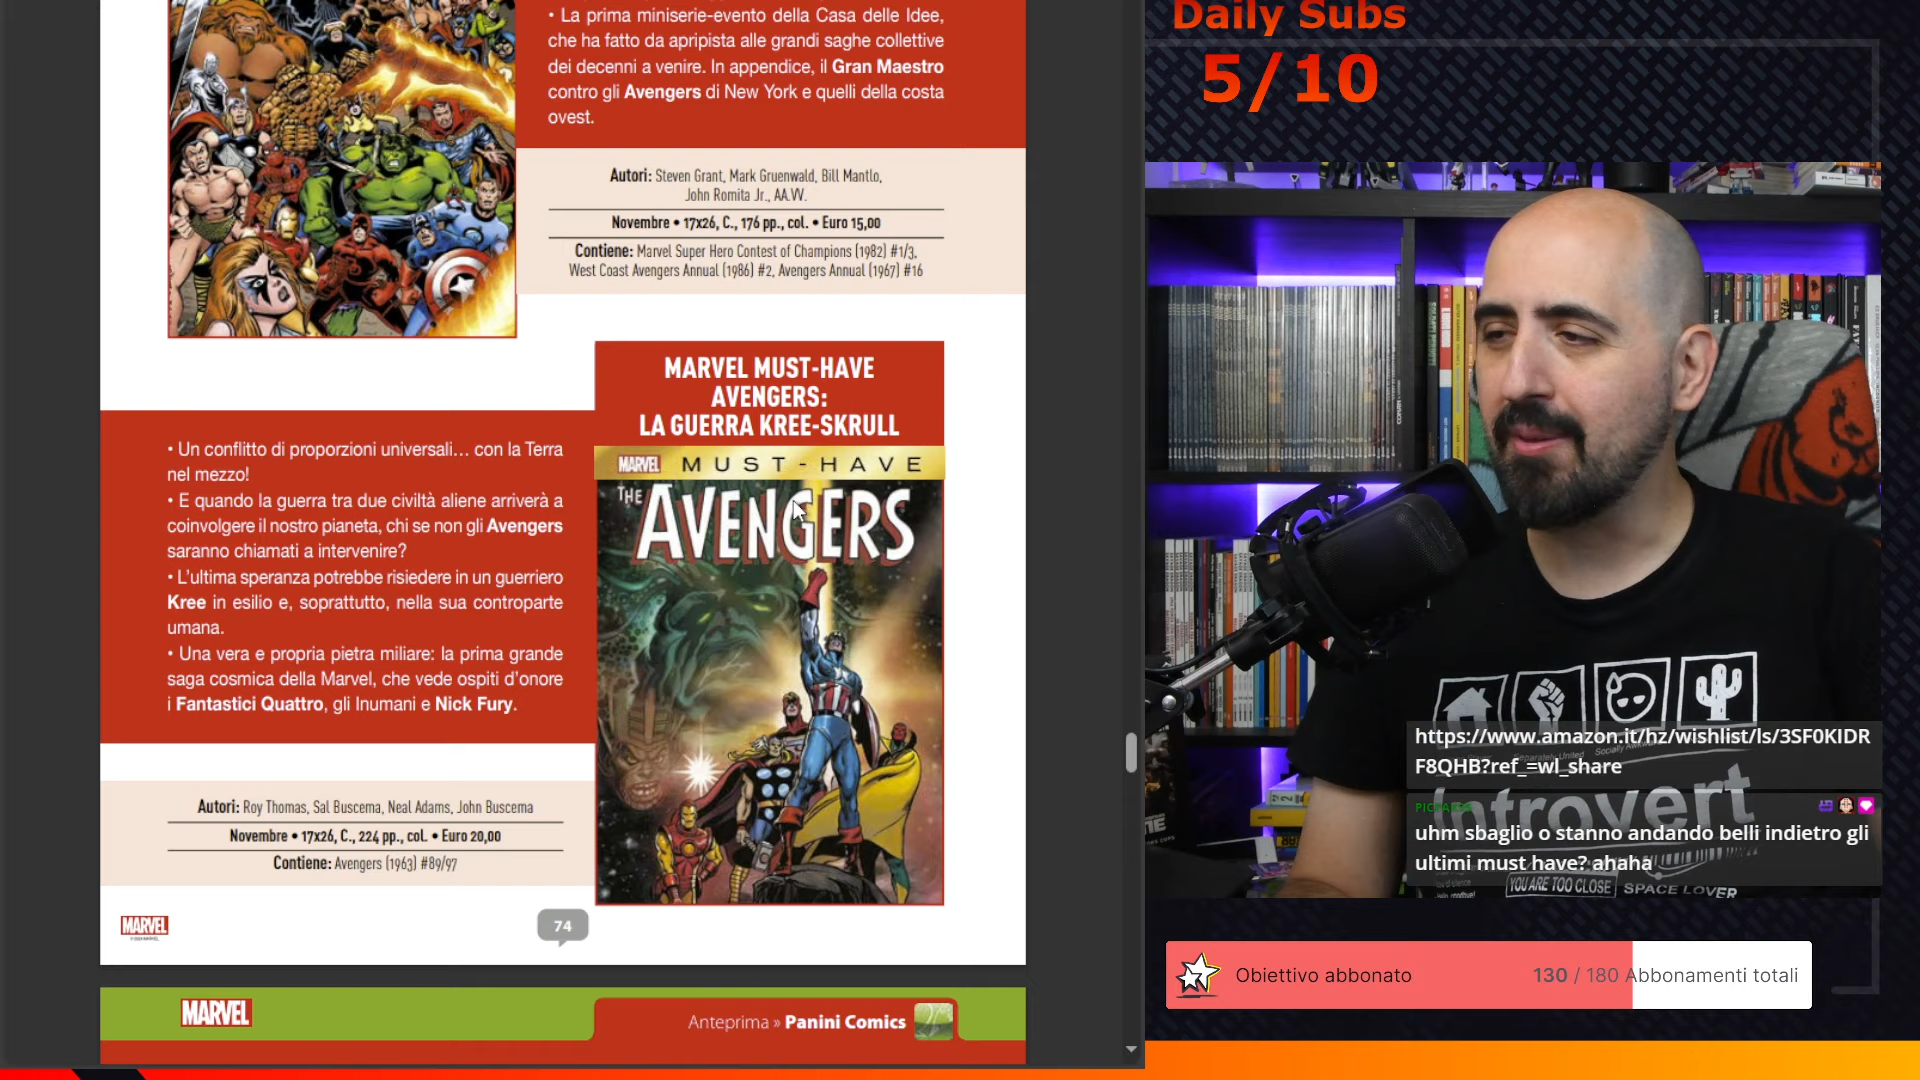 • La prima miniserie-evento della Casa delle Idee,
che ha fatto da apripista alle grandi saghe collettive
dei decenni a venire. In appendice, il Gran Maestro
contro gli Avengers di New York e quelli della costa
ovest.
Autori: Steven Grant, Mark Gruenwald, Bill Mantlo,
John Romita Jr., AA.VV.
Novembre • 17x26, C., 176 pp., col. • Euro 15,00
Contiene: Marvel Super Hero Contest of Champions (1982) #1/3,
West Coast Avengers Annual (1986) #2, Avengers Annual (1967) #16
MARVEL MUST-HAVE
AVENGERS:
LA GUERRA KREE-SKRULL
MARVEL MUST-HAVE
THE AVENGERS
• Un conflitto di proporzioni universali... con la Terra
nel mezzo!
• E quando la guerra tra due civiltà aliene arriverà a
coinvolgere il nostro pianeta, chi se non gli Avengers
saranno chiamati a intervenire?
• L'ultima speranza potrebbe risiedere in un guerriero
Kree in esilio e, soprattutto, nella sua controparte
umana.
• Una vera e propria pietra miliare: la prima grande
saga cosmica della Marvel, che vede ospiti d'onore
i Fantastici Quattro, gli Inumani e Nick Fury.
Autori: Roy Thomas, Sal Buscema, Neal Adams, John Buscema
Novembre • 17x26, C., 224 pp., col. • Euro 20,00
Contiene: Avengers (1963) #89/97
MARVEL
74
MARVEL
Anteprima » Panini Comics
Daily Subs
5/10
https://www.amazon.it/hz/wishlist/ls/3SF0KIDR
F8QHB?ref_=wl_share
uhm sbaglio o stanno andando belli indietro gli
ultimi must have? ahaha
Separately United
introvert
YOU ARE TOO CLOSE
SPACE LOVER
Obiettivo abbonato
130 / 180 Abbonamenti totali